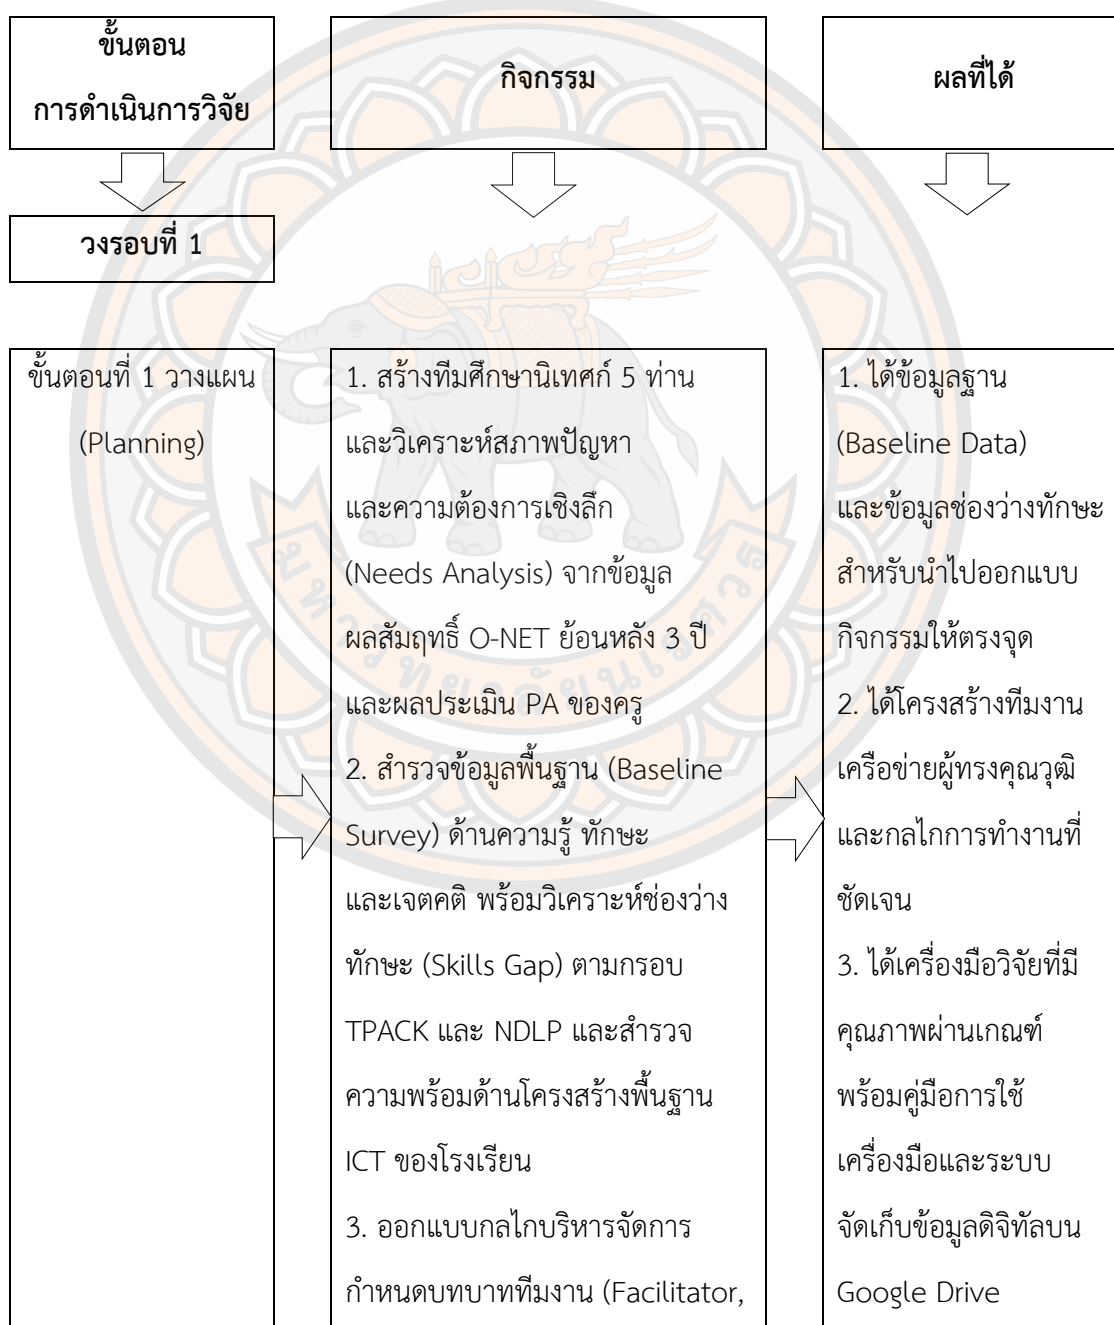 ขั้นตอน
การดำเนินการวิจัย
กิจกรรม
ผลที่ได้
วงรอบที่ 1
ขั้นตอนที่ 1 วางแผน
(Planning)
1. สร้างทีมศึกษานิเทศก์ 5 ท่าน
และวิเคราะห์สภาพปัญหา
และความต้องการเชิงลึก
(Needs Analysis) จากข้อมูล
ผลสัมฤทธิ์ O-NET ย้อนหลัง 3 ปี
และผลประเมิน PA ของครู
2. สำรวจข้อมูลพื้นฐาน (Baseline
Survey) ด้านความรู้ ทักษะ
และเจตคติ พร้อมวิเคราะห์ช่องว่าง
ทักษะ (Skills Gap) ตามกรอบ
TPACK และ NDLP และสำรวจ
ความพร้อมด้านโครงสร้างพื้นฐาน
ICT ของโรงเรียน
3. ออกแบบกลไกบริหารจัดการ
กำหนดบทบาททีมงาน (Facilitator,
1. ได้ข้อมูลฐาน
(Baseline Data)
และข้อมูลช่องว่างทักษะ
สำหรับนำไปออกแบบ
กิจกรรมให้ตรงจุด
2. ได้โครงสร้างทีมงาน
เครือข่ายผู้ทรงคุณวุฒิ
และกลไกการทำงานที่
ชัดเจน
3. ได้เครื่องมือวิจัยที่มี
คุณภาพผ่านเกณฑ์
พร้อมคู่มือการใช้
เครื่องมือและระบบ
จัดเก็บข้อมูลดิจิทัลบน
Google Drive
มหาวิทยาลัยนเรศวร